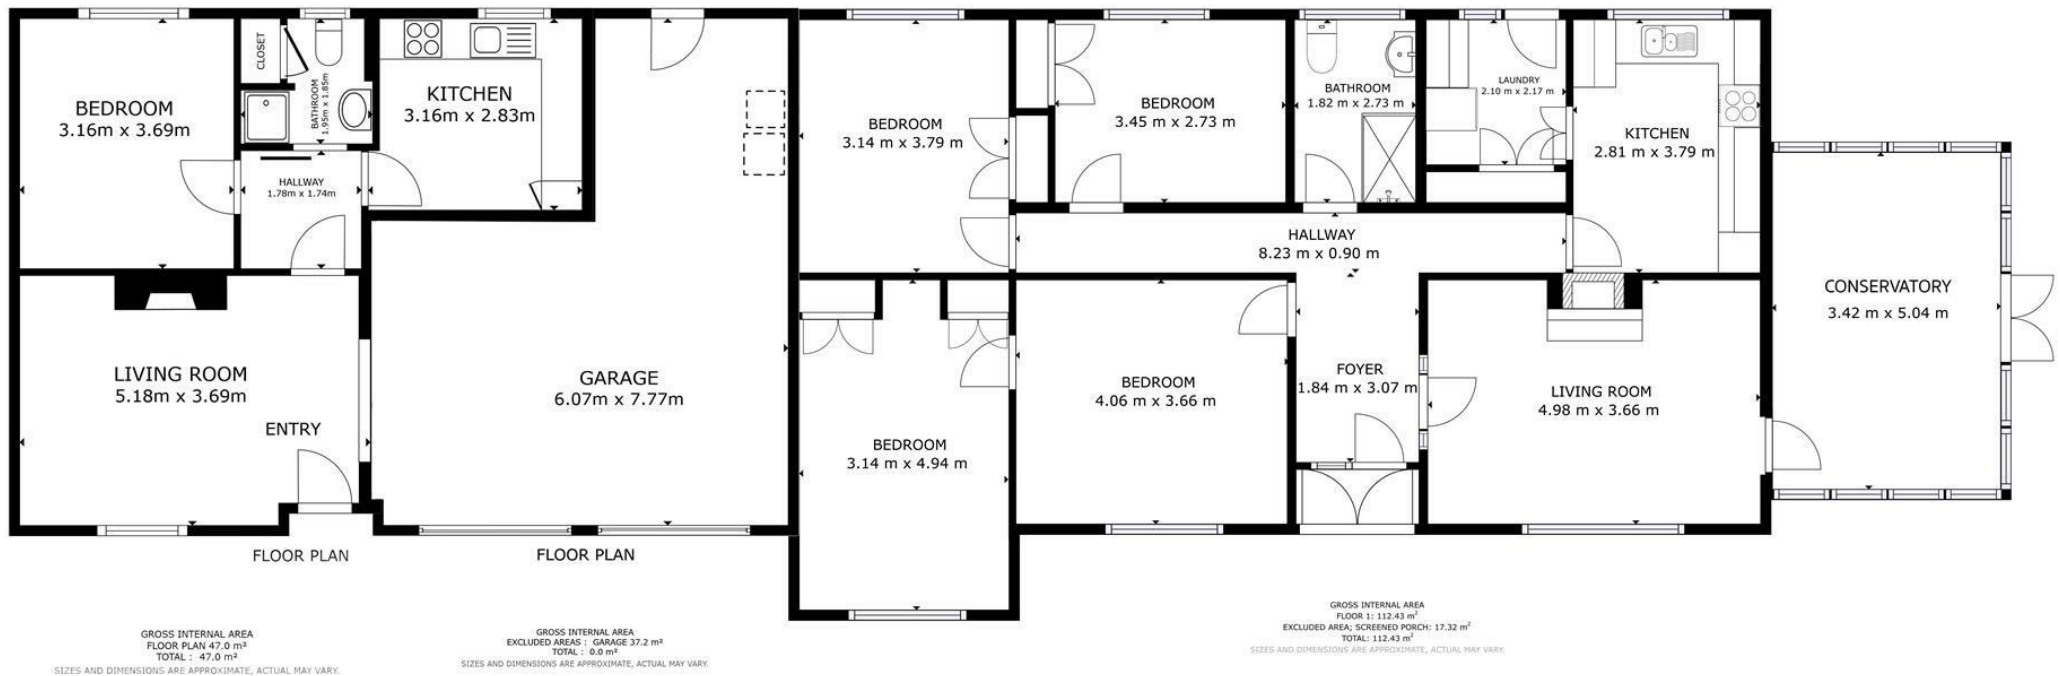 BEDROOM
3.16m x 3.69m
CLOSET
BATHROOM
1.95m x 1.85m
KITCHEN
3.16m x 2.83m
HALLWAY
1.78m x 1.74m
LIVING ROOM
5.18m x 3.69m
ENTRY
FLOOR PLAN
GROSS INTERNAL AREA
FLOOR PLAN 47.0 m²
TOTAL : 47.0 m²
SIZES AND DIMENSIONS ARE APPROXIMATE, ACTUAL MAY VARY.
GARAGE
6.07m x 7.77m
FLOOR PLAN
GROSS INTERNAL AREA
EXCLUDED AREAS : GARAGE 37.2 m²
TOTAL : 0.0 m²
SIZES AND DIMENSIONS ARE APPROXIMATE, ACTUAL MAY VARY.
BEDROOM
3.14 m x 3.79 m
BEDROOM
3.45 m x 2.73 m
BATHROOM
1.82 m x 2.73 m
LAUNDRY
2.10 m x 2.17 m
KITCHEN
2.81 m x 3.79 m
HALLWAY
8.23 m x 0.90 m
CONSERVATORY
3.42 m x 5.04 m
BEDROOM
3.14 m x 4.94 m
BEDROOM
4.06 m x 3.66 m
FOYER
1.84 m x 3.07 m
LIVING ROOM
4.98 m x 3.66 m
GROSS INTERNAL AREA
FLOOR 1: 112.43 m²
EXCLUDED AREA; SCREENED PORCH: 17.32 m²
TOTAL: 112.43 m²
SIZES AND DIMENSIONS ARE APPROXIMATE, ACTUAL MAY VARY.